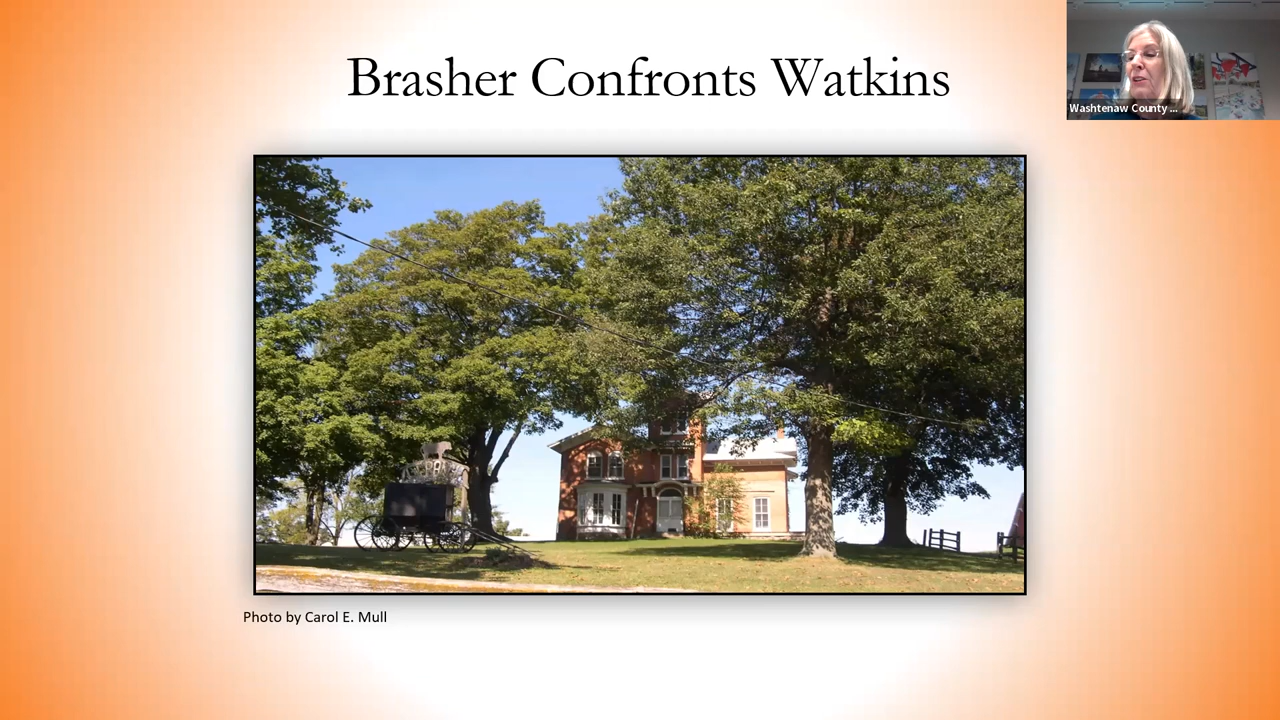 Brasher Confronts Watkins
Washtenaw County ...
Photo by Carol E. Mull